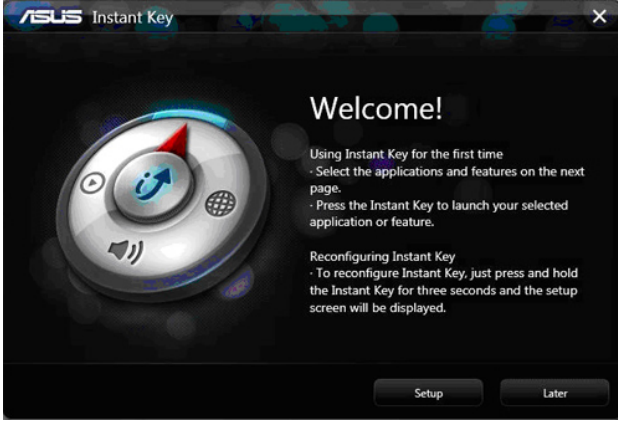 ASUS Instant Key
Welcome!
Using Instant Key for the first time
· Select the applications and features on the next
page.
· Press the Instant Key to launch your selected
application or feature.
Reconfiguring Instant Key
· To reconfigure Instant Key, just press and hold
the Instant Key for three seconds and the setup
screen will be displayed.
Setup Later